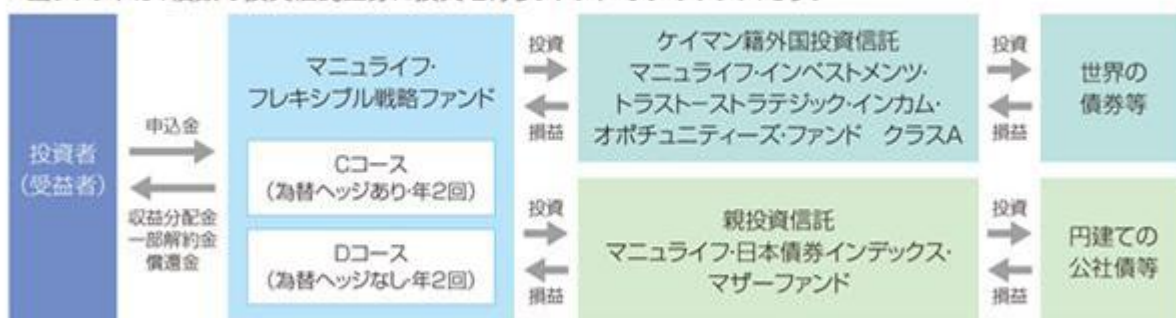 投資者
(受益者)
申込金
収益分配金
一部解約金
償還金
マニュライフ・
フレキシブル戦略ファンド
Cコース
(為替ヘッジあり・年2回)
Dコース
(為替ヘッジなし・年2回)
投資
損益
ケイマン籍外国投資信託
マニュライフ・インベストメンツ・
トラストーストラテジック・インカム・
オポチュニティーズ・ファンド クラスA
投資
損益
世界の
債券等
投資
損益
親投資信託
マニュライフ・日本債券インデックス・
マザーファンド
投資
損益
円建ての
公社債等